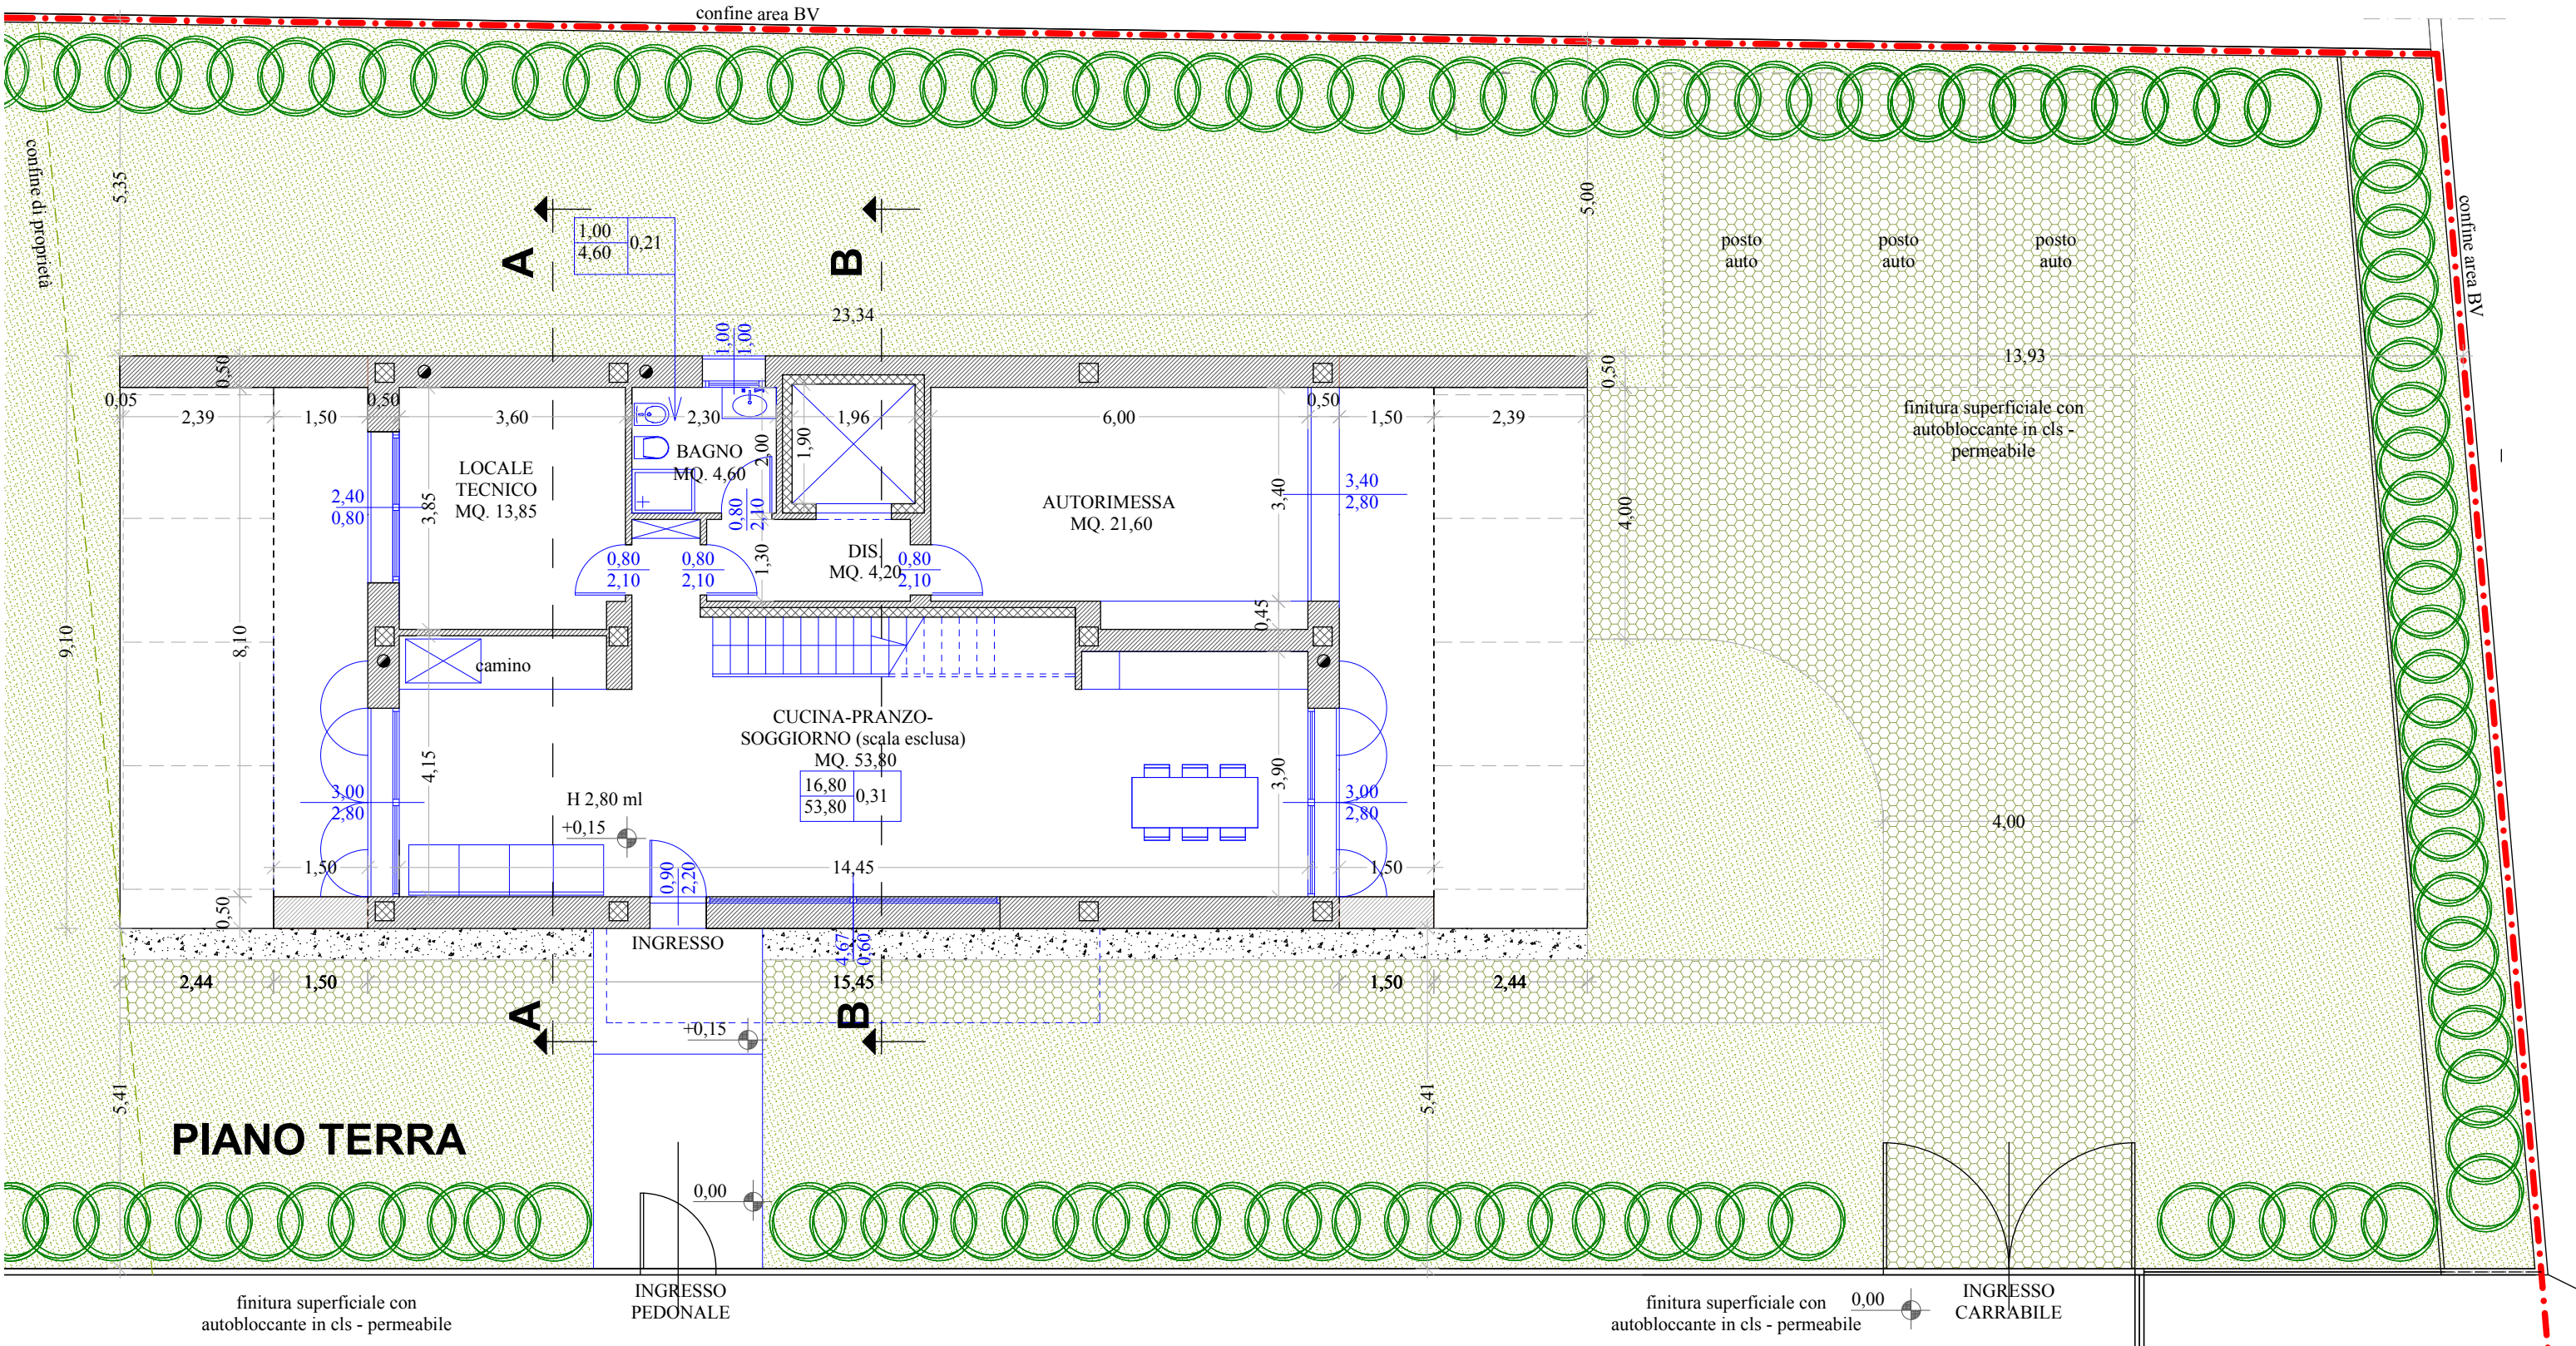 confine area BV
confine di proprietà
5,35
5,00
confine area BV
posto
auto
posto
auto
posto
auto
A
B
1,00
4,60
0,21
23,34
1,00
1,00
0,50
0,50
13,93
0,05
2,39
1,50
0,50
3,60
2,30
1,96
6,00
0,50
1,50
2,39
finitura superficiale con
autobloccante in cls -
permeabile
1,90
2,00
BAGNO
MQ. 4,60
LOCALE
TECNICO
MQ. 13,85
2,40
0,80
3,85
AUTORIMESSA
MQ. 21,60
3,40
3,40
2,80
4,00
0,80
2,10
1,30
DIS.
MQ. 4,20
0,80
2,10
0,80
2,10
0,80
2,10
0,45
9,10
8,10
camino
CUCINA-PRANZO-
SOGGIORNO (scala esclusa)
MQ. 53,80
16,80
53,80
0,31
4,15
3,90
H 2,80 ml
+0,15
3,00
2,80
3,00
2,80
4,00
1,50
0,90
2,20
14,45
1,50
0,50
INGRESSO
4,67
0,60
2,44
1,50
15,45
1,50
2,44
A
B
+0,15
5,41
5,41
PIANO TERRA
0,00
INGRESSO
PEDONALE
finitura superficiale con
autobloccante in cls - permeabile
finitura superficiale con
autobloccante in cls - permeabile
0,00
INGRESSO
CARRABILE